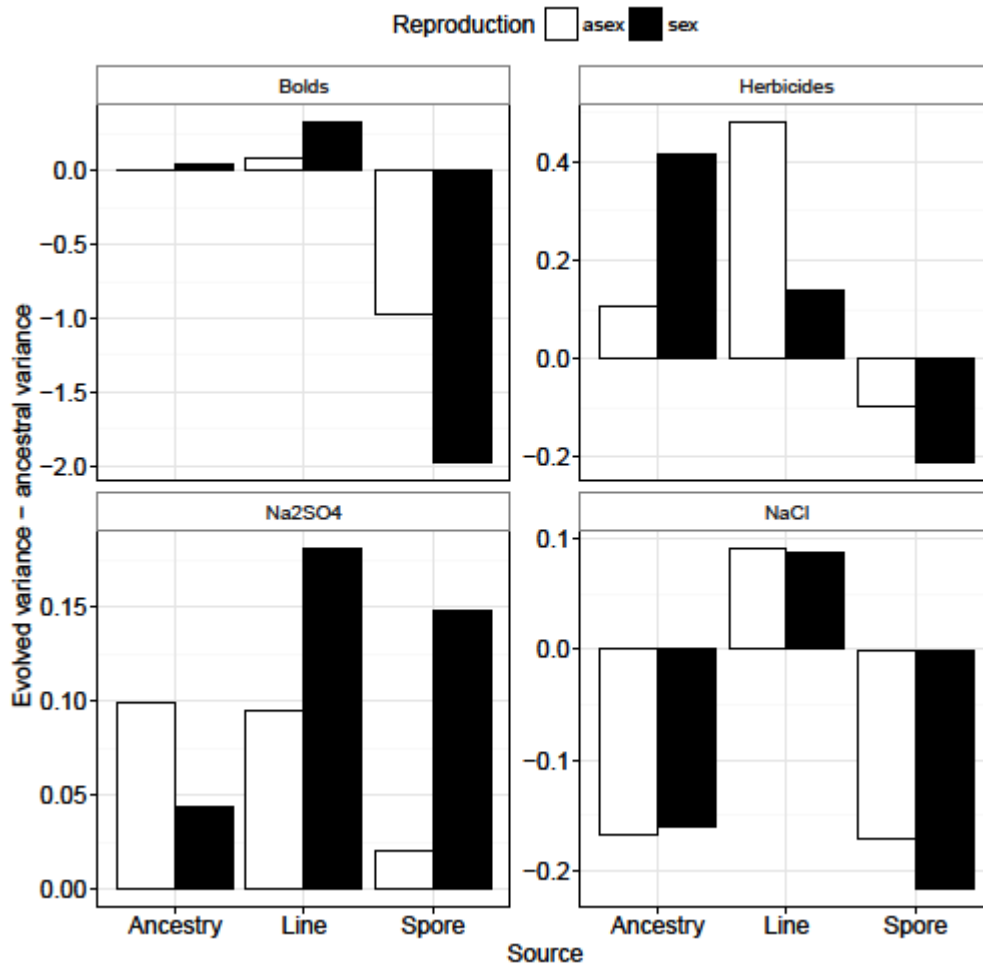 Reproduction asex sex
Bolds
Herbicides
0.0
−0.5
−1.0
−1.5
−2.0
0.4
0.2
0.0
−0.2
Evolved variance − ancestral variance
Na2SO4
NaCl
0.15
0.10
0.05
0.00
0.1
0.0
−0.1
−0.2
Ancestry Line Spore
Ancestry Line Spore
Source